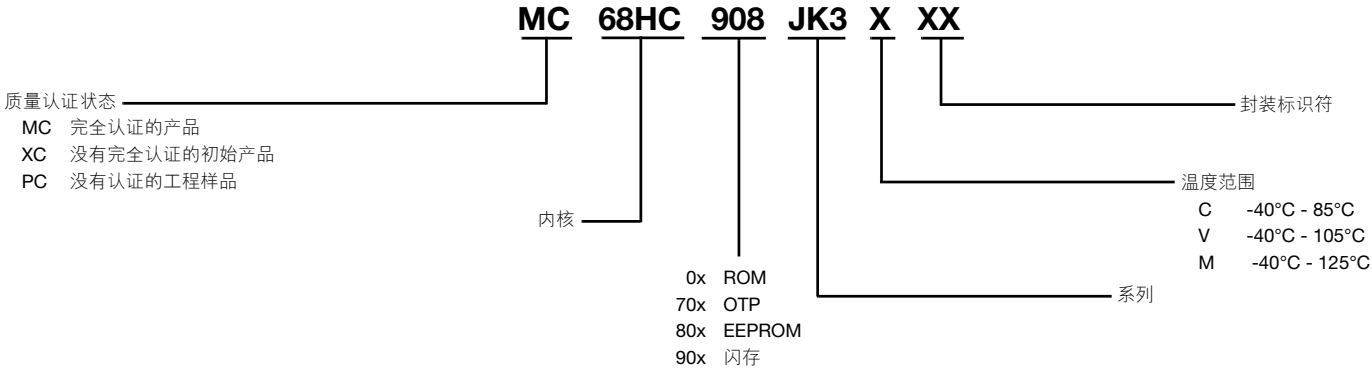 MC 68HC 908 JK3 X XX
质量认证状态
MC 完全认证的产品
XC 没有完全认证的初始产品
PC 没有认证的工程样品
封装标识符
温度范围
C -40°C - 85°C
V -40°C - 105°C
M -40°C - 125°C
内核
0x ROM
70x OTP
80x EEPROM
90x 闪存
系列